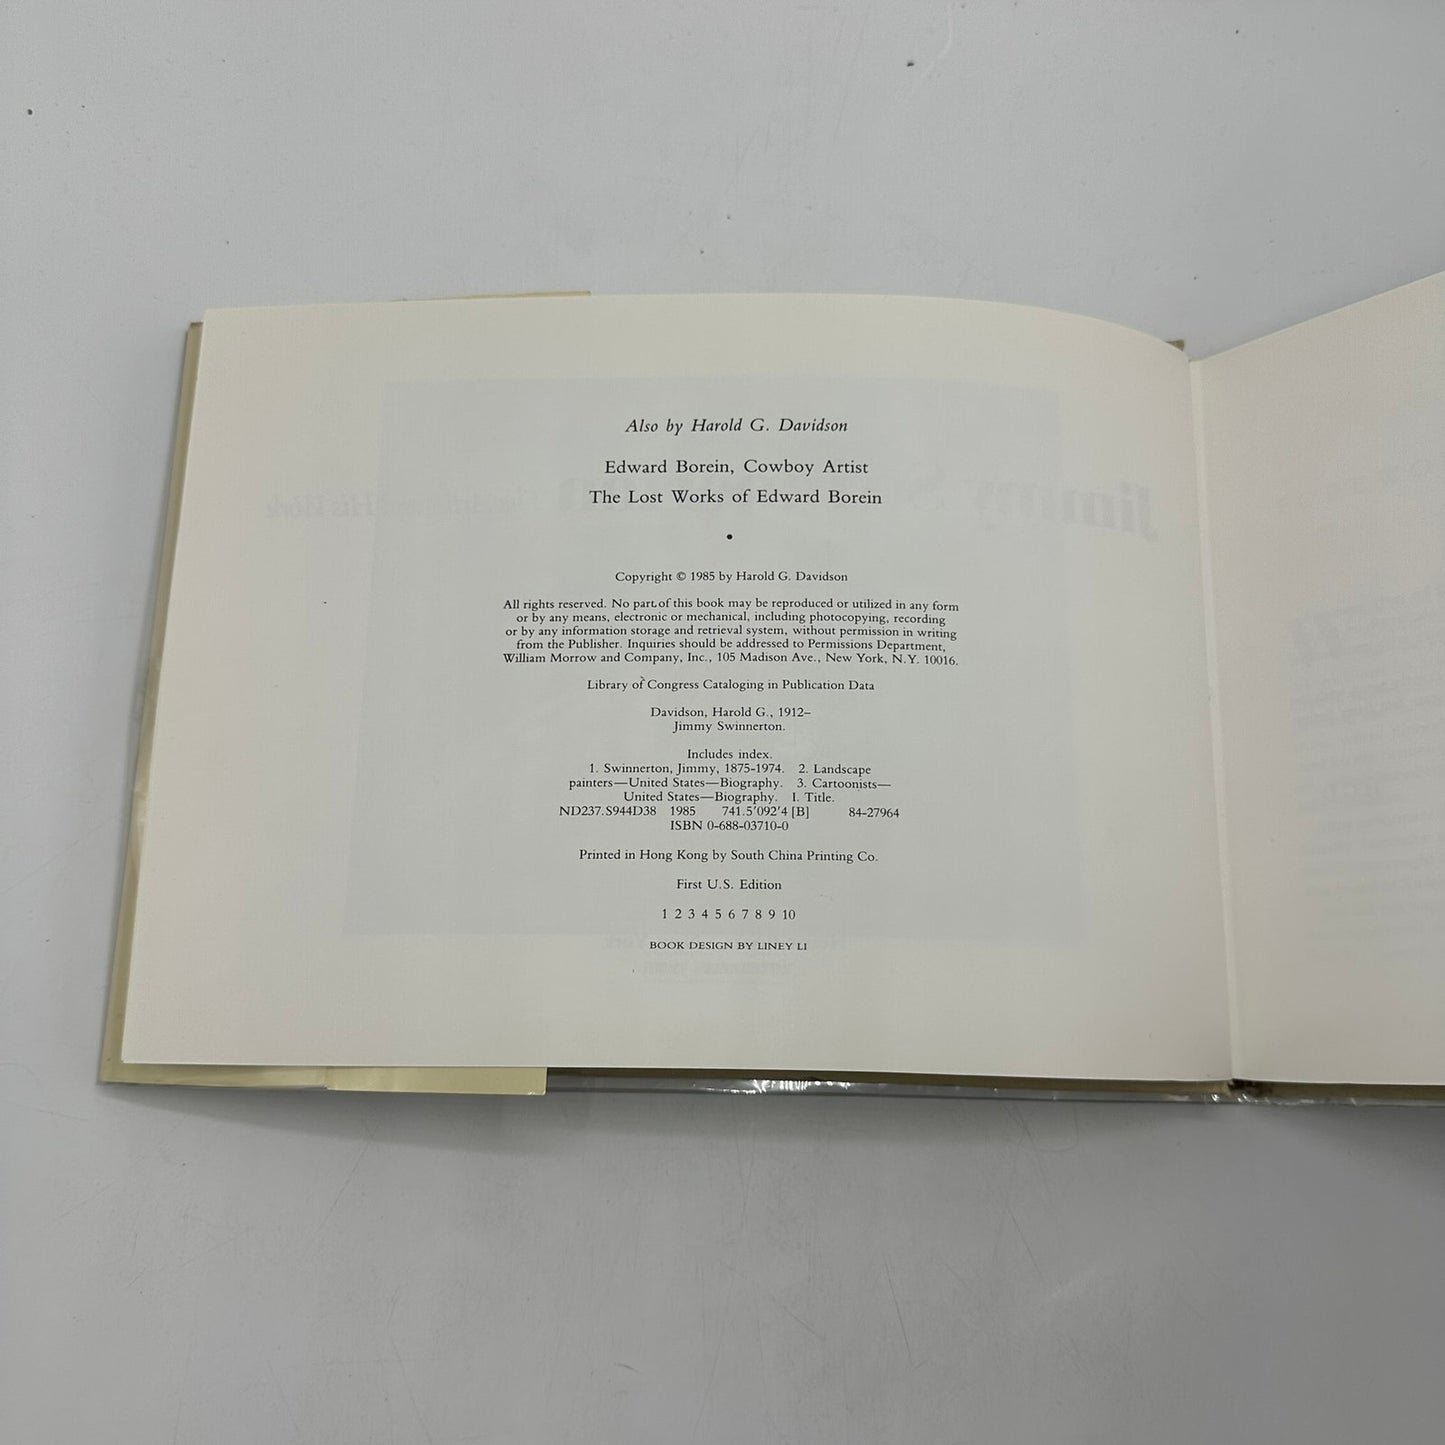 Also by Harold G. Davidson
Edward Borein, Cowboy Artist
The Lost Works of Edward Borein
•
Copyright © 1985 by Harold G. Davidson
All rights reserved. No part of this book may be reproduced or utilized in any form
or by any means, electronic or mechanical, including photocopying, recording
or by any information storage and retrieval system, without permission in writing
from the Publisher. Inquiries should be addressed to Permissions Department,
William Morrow and Company, Inc., 105 Madison Ave., New York, N.Y. 10016.
Library of Congress Cataloging in Publication Data
Davidson, Harold G., 1912–
Jimmy Swinnerton.
Includes index.
1. Swinnerton, Jimmy, 1875-1974. 2. Landscape
painters—United States—Biography. 3. Cartoonists—
United States—Biography. I. Title.
ND237.S944D38 1985 741.5′092′4 [B] 84-27964
ISBN 0-688-03710-0
Printed in Hong Kong by South China Printing Co.
First U.S. Edition
1 2 3 4 5 6 7 8 9 10
BOOK DESIGN BY LINEY LI